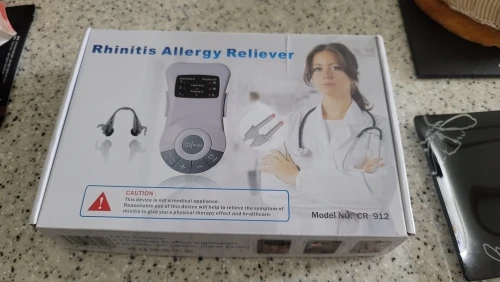 Rhinitis Allergy Reliever
CAUTION
This device is not a medical appliance.
Reasonable use of this device will help to relieve the symptom of
rhinitis to give you a physical therapy effect and healthcare.
Model NO. CR-912